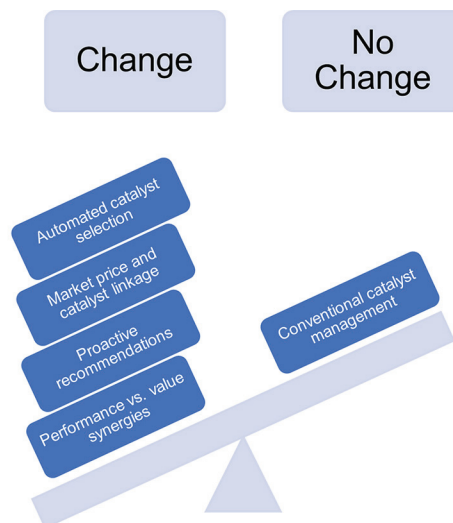 Change
No
Change
Automated catalyst
selection
Market price and
catalyst linkage
Proactive
recommendations
Performance vs. value
synergies
Conventional catalyst
management